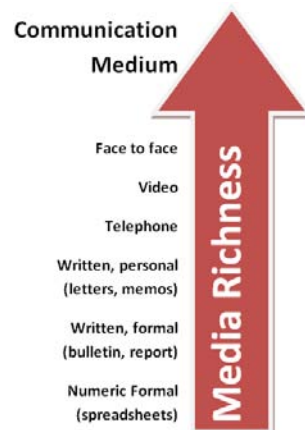 Communication
Medium
Face to face
Video
Telephone
Written, personal
(letters, memos)
Written, formal
(bulletin, report)
Numeric Formal
(spreadsheets)
Media Richness